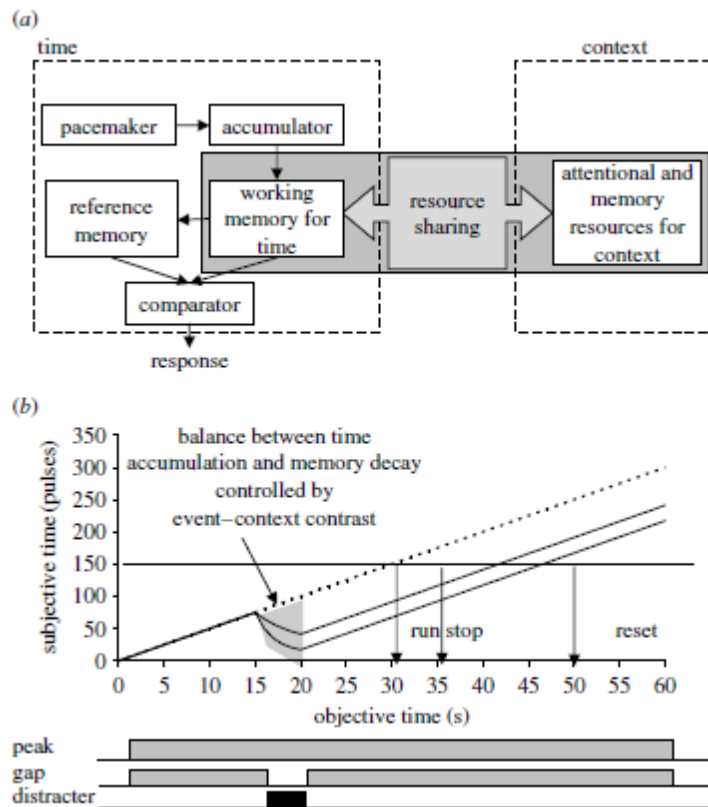 (a)
time
context
pacemaker
accumulator
reference
memory
working
memory for
time
resource
sharing
attentional and
memory
resources for
context
comparator
response
(b)
350
300
250
200
150
100
50
0
subjective time (pulses)
balance between time
accumulation and memory decay
controlled by
event–context contrast
run stop
reset
0 5 10 15 20 25 30 35 40 45 50 55 60
objective time (s)
peak
gap
distracter